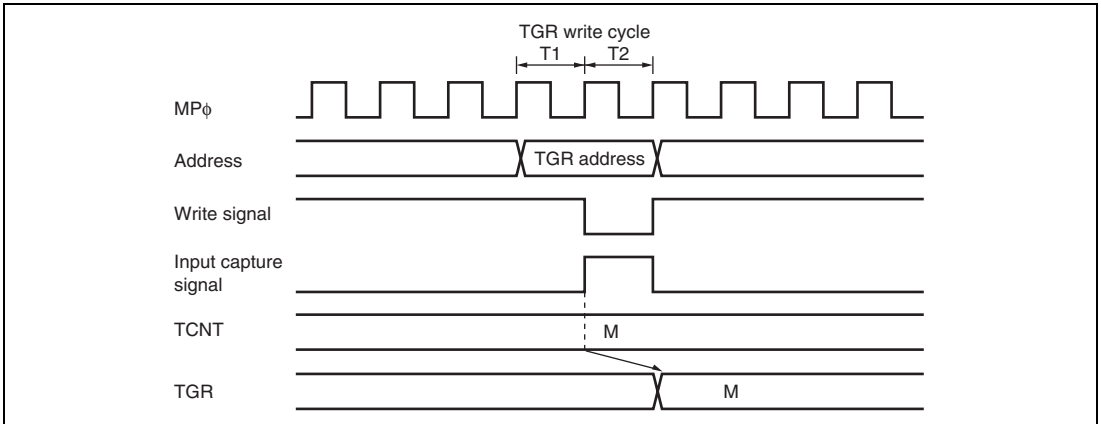 TGR write cycle
T1 T2
MPϕ
Address TGR address
Write signal
Input capture
signal
TCNT M
TGR M